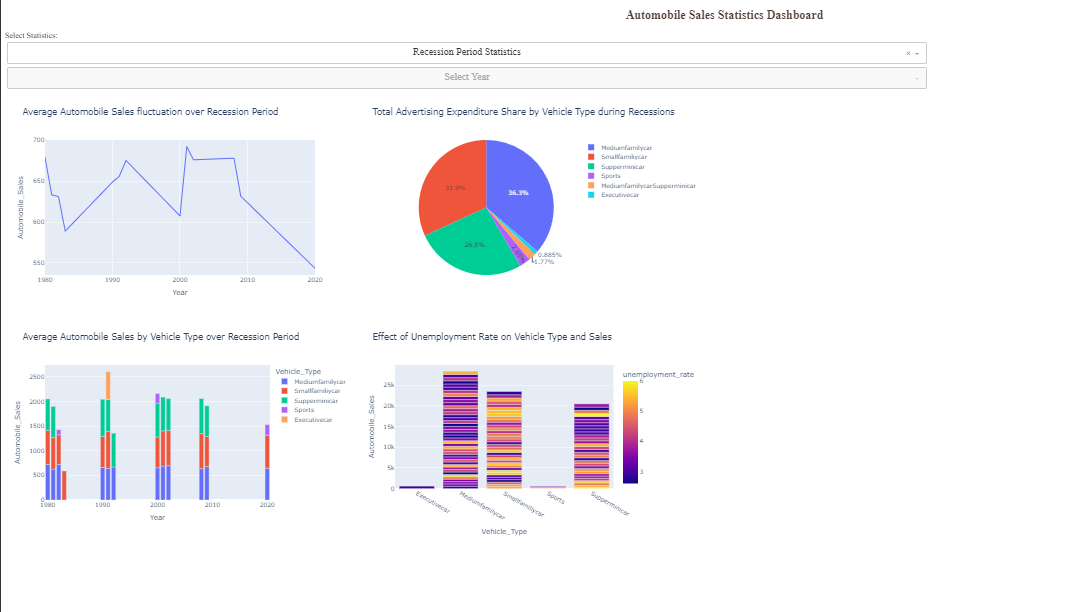 Automobile Sales Statistics Dashboard
Select Statistics:
Recession Period Statistics
× 
Select Year
Average Automobile Sales fluctuation over Recession Period
700
650
600
550
1980
1990
2000
2010
2020
Automobile_Sales
Year
Total Advertising Expenditure Share by Vehicle Type during Recessions
36.3%
31.9%
26.5%
0.885%
1.77%
Mediumfamilycar
Smallfamiliycar
Supperminicar
Sports
MediumfamilycarSupperminicar
Executivecar
Average Automobile Sales by Vehicle Type over Recession Period
2500
2000
1500
1000
500
0
1980
1990
2000
2010
2020
Automobile_Sales
Year
Vehicle_Type
Mediumfamilycar
Smallfamiliycar
Supperminicar
Sports
Executivecar
Effect of Unemployment Rate on Vehicle Type and Sales
25k
20k
15k
10k
5k
0
Automobile_Sales
Executivecar
Mediumfamilycar
Smallfamiliycar
Sports
Supperminicar
Vehicle_Type
unemployment_rate
6
5
4
3